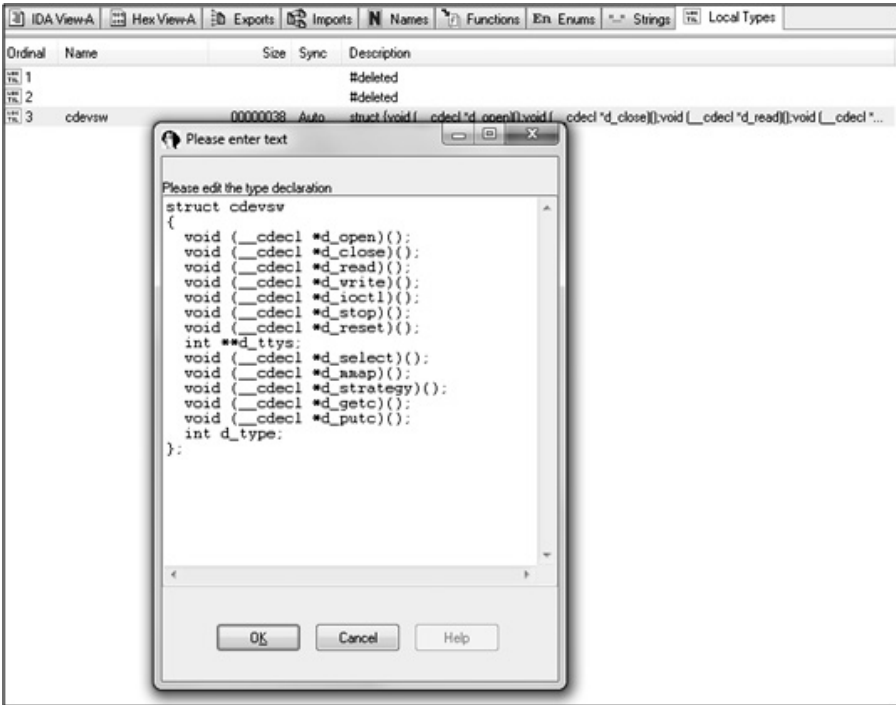 IDA View-A Hex View-A Exports Imports N Names Functions En Enums "..." Strings Local Types
Ordinal Name Size Sync Description
1 #deleted
2 #deleted
3 cdevsw 00000038 Auto struct {void (__cdecl *d_open)();void (__cdecl *d_close)();void (__cdecl *d_read)();void (__cdecl *...
Please enter text
Please edit the type declaration
struct cdevsw
{
void (__cdecl *d_open)();
void (__cdecl *d_close)();
void (__cdecl *d_read)();
void (__cdecl *d_write)();
void (__cdecl *d_ioctl)();
void (__cdecl *d_stop)();
void (__cdecl *d_reset)();
int **d_ttys;
void (__cdecl *d_select)();
void (__cdecl *d_mmap)();
void (__cdecl *d_strategy)();
void (__cdecl *d_getc)();
void (__cdecl *d_putc)();
int d_type;
};
OK Cancel Help